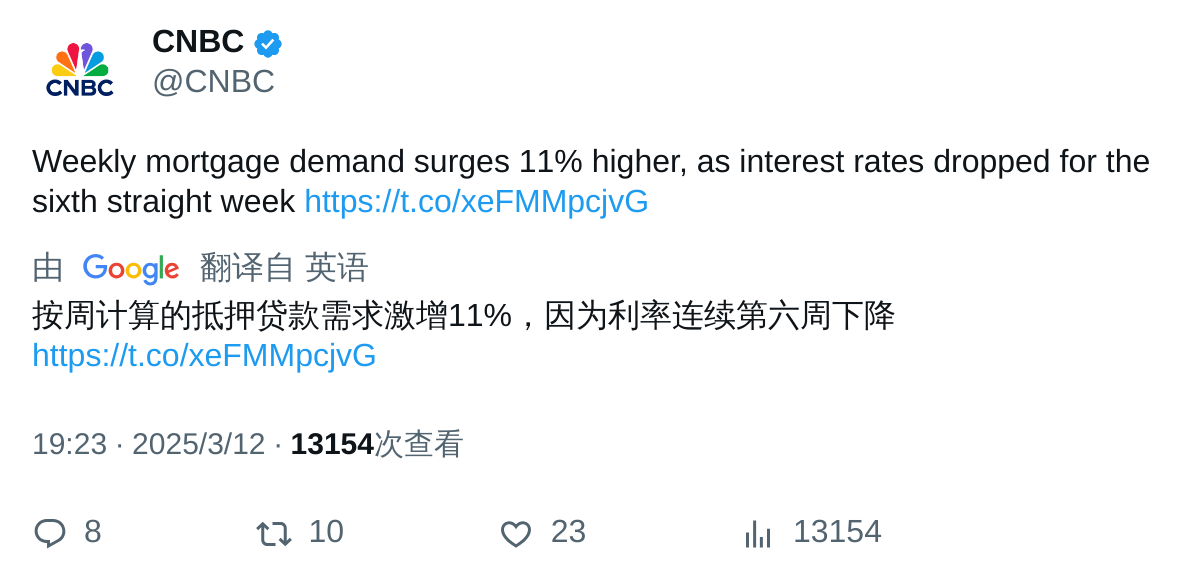 CNBC
CNBC
@CNBC
Weekly mortgage demand surges 11% higher, as interest rates dropped for the
sixth straight week https://t.co/xeFMMpcjvG
由 Google 翻译自 英语
按周计算的抵押贷款需求激增11%，因为利率连续第六周下降
https://t.co/xeFMMpcjvG
19:23 · 2025/3/12 · 13154次查看
8 10 23 13154